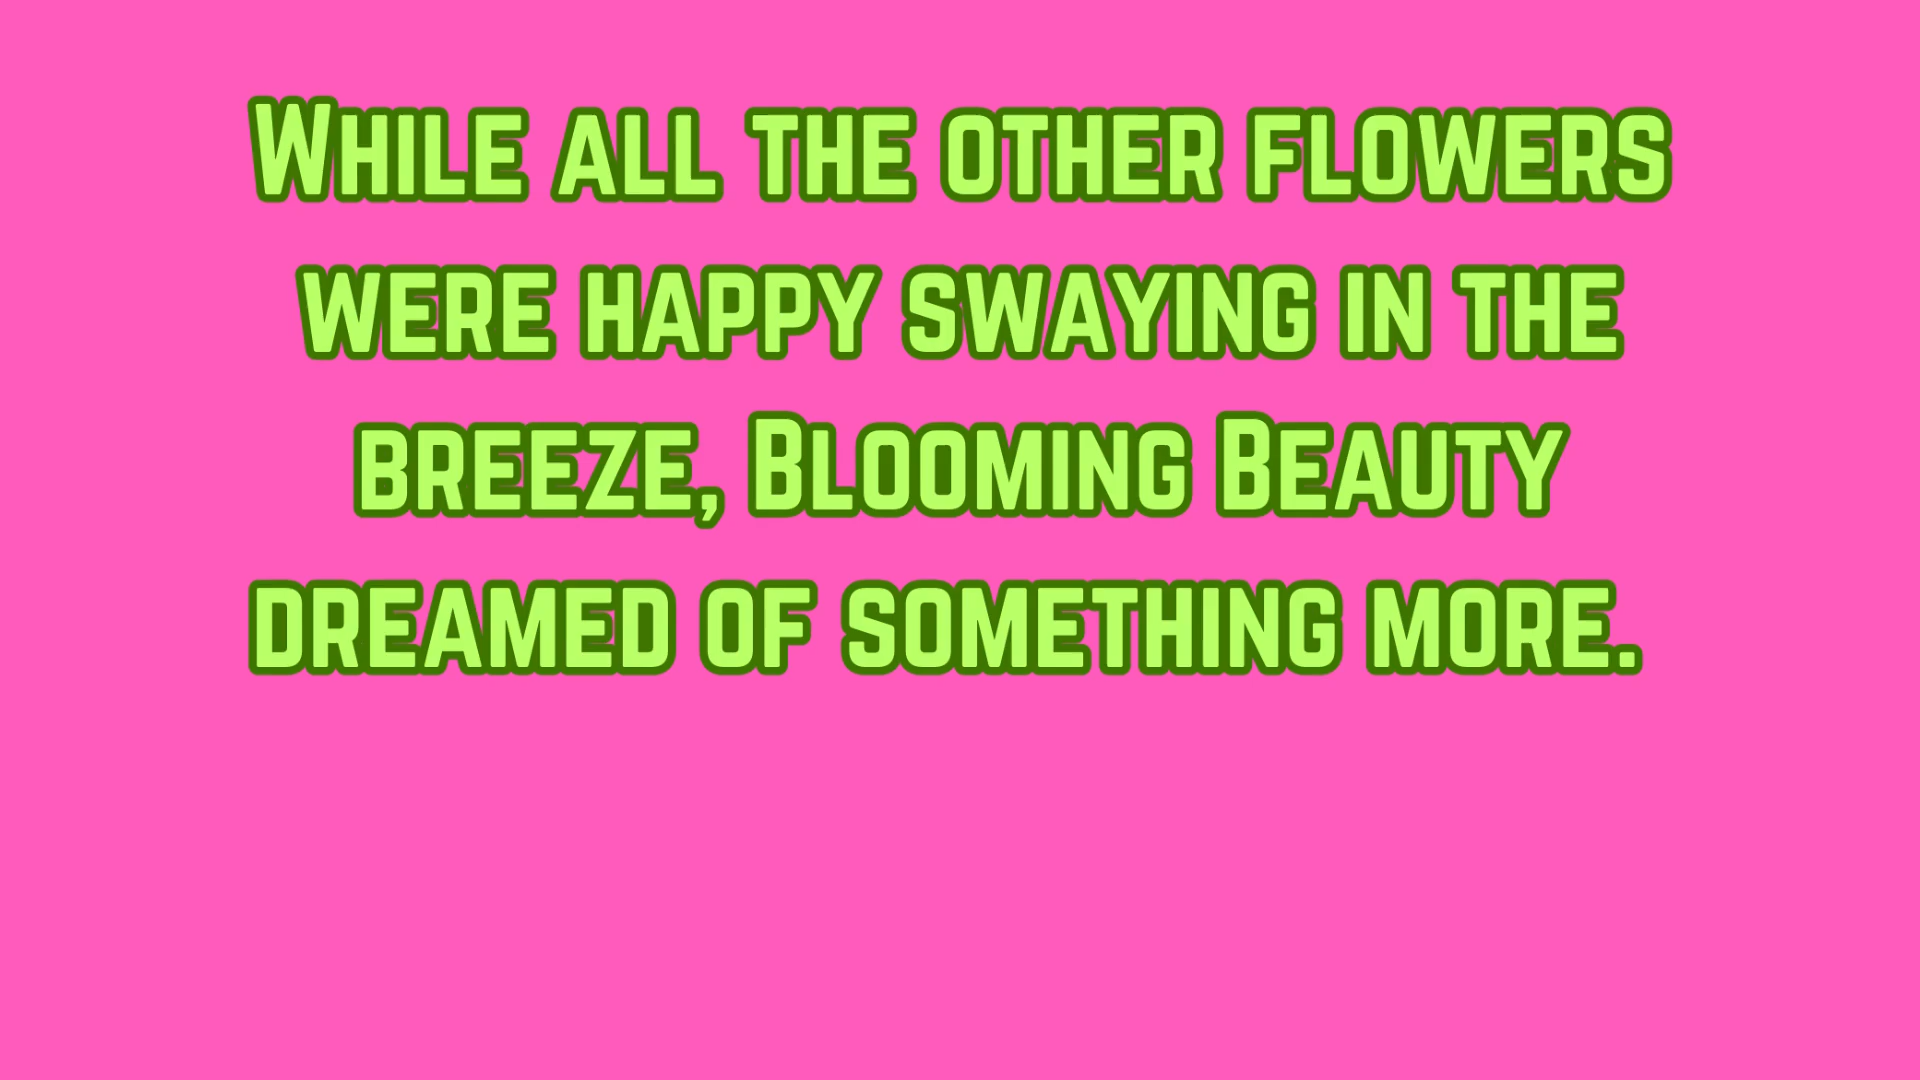 While all the other flowers
were happy swaying in the
breeze, Blooming Beauty
dreamed of something more.